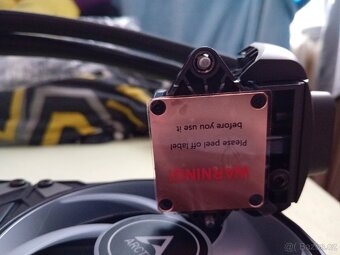 WARNING!
Please peel off label
before you use it
ARCTIC